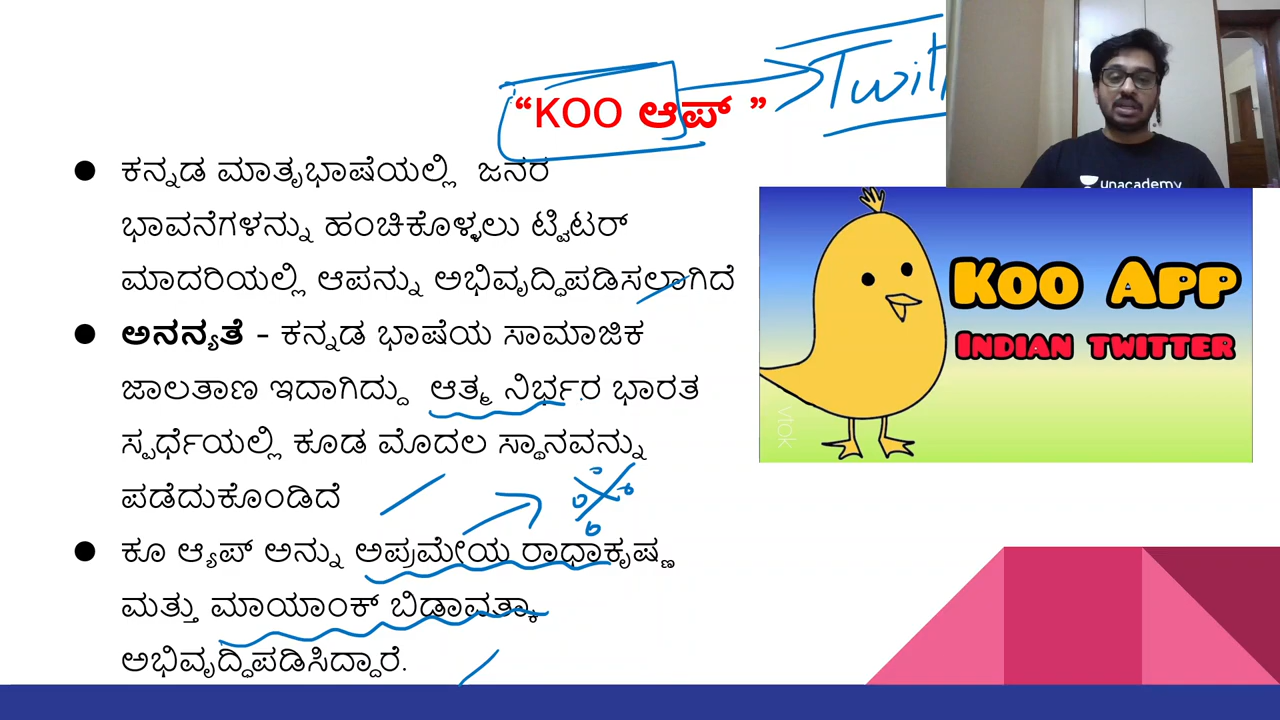 “KOO ಆಪ್ ”
ಕನ್ನಡ ಮಾತೃಭಾಷೆಯಲ್ಲಿ ಜನರ
ಭಾವನೆಗಳನ್ನು ಹಂಚಿಕೊಳ್ಳಲು ಟ್ವಿಟರ್
ಮಾದರಿಯಲ್ಲಿ ಆಪನ್ನು ಅಭಿವೃದ್ಧಿಪಡಿಸಲಾಗಿದೆ
ಅನನ್ಯತೆ - ಕನ್ನಡ ಭಾಷೆಯ ಸಾಮಾಜಿಕ
ಜಾಲತಾಣ ಇದಾಗಿದ್ದು ಆತ್ಮ ನಿರ್ಭರ ಭಾರತ
ಸ್ಪರ್ಧೆಯಲ್ಲಿ ಕೂಡ ಮೊದಲ ಸ್ಥಾನವನ್ನು
ಪಡೆದುಕೊಂಡಿದೆ
ಕೂ ಆ್ಯಪ್ ಅನ್ನು ಅಪ್ರಮೇಯ ರಾಧಾಕೃಷ್ಣ
ಮತ್ತು ಮಾಯಾಂಕ್ ಬಿಡಾವತ್ಕಾ
ಅಭಿವೃದ್ಧಿಪಡಿಸಿದ್ದಾರೆ.
Twit
unacademy
Koo App
INDIAN TWITTER
vtok